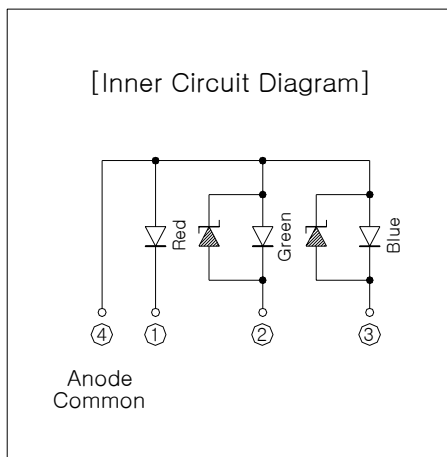 [Inner Circuit Diagram]
Red
Green
Blue
④ ① ② ③
Anode
Common